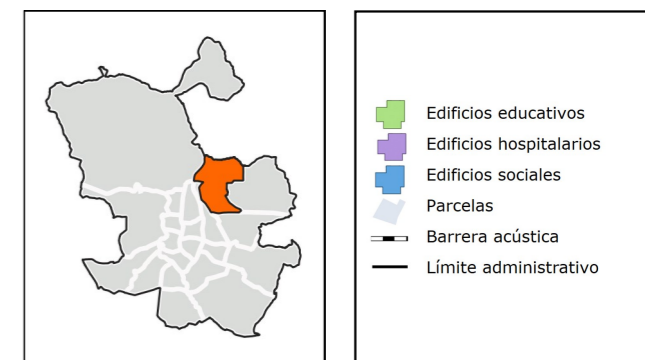 Edificios educativos
Edificios hospitalarios
Edificios sociales
Parcelas
Barrera acústica
Límite administrativo